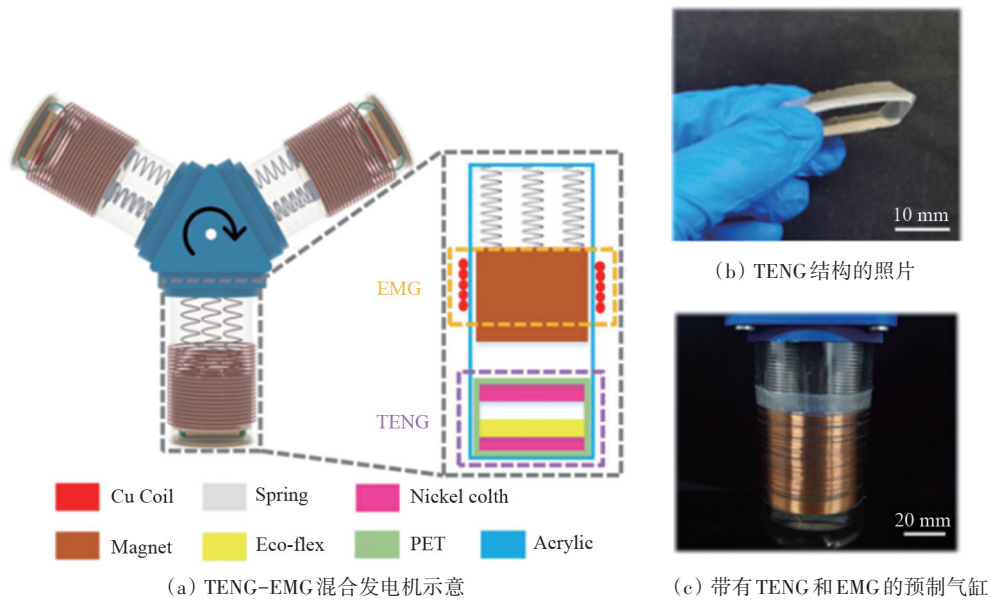 EMG
TENG
Cu Coil
Spring
Nickel colth
Magnet
Eco-flex
PET
Acrylic
(a) TENG-EMG混合发电机示意
10 mm
(b) TENG结构的照片
20 mm
(c) 带有TENG和EMG的预制气缸